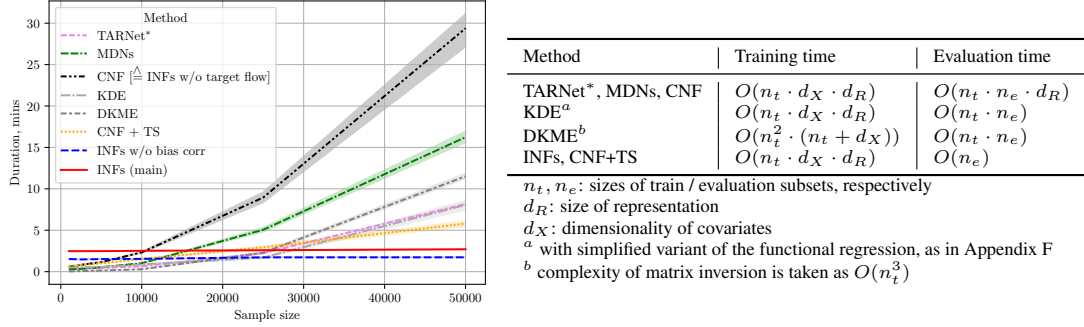 Method
TARNet*
MDNs
CNF [≙ INFs w/o target flow]
KDE
DKME
CNF + TS
INFs w/o bias corr
INFs (main)
Duration, mins
30
25
20
15
10
5
0
0
10000
20000
30000
40000
50000
Sample size
Method Training time Evaluation time
TARNet*, MDNs, CNF O(n_t · d_X · d_R) O(n_t · n_e · d_R)
KDE^a O(n_t · d_X · d_R) O(n_t · n_e)
DKME^b O(n_t^2 · (n_t + d_X)) O(n_t · n_e)
INFs, CNF+TS O(n_t · d_X · d_R) O(n_e)
n_t, n_e: sizes of train / evaluation subsets, respectively
d_R: size of representation
d_X: dimensionality of covariates
^a with simplified variant of the functional regression, as in Appendix F
^b complexity of matrix inversion is taken as O(n_t^3)